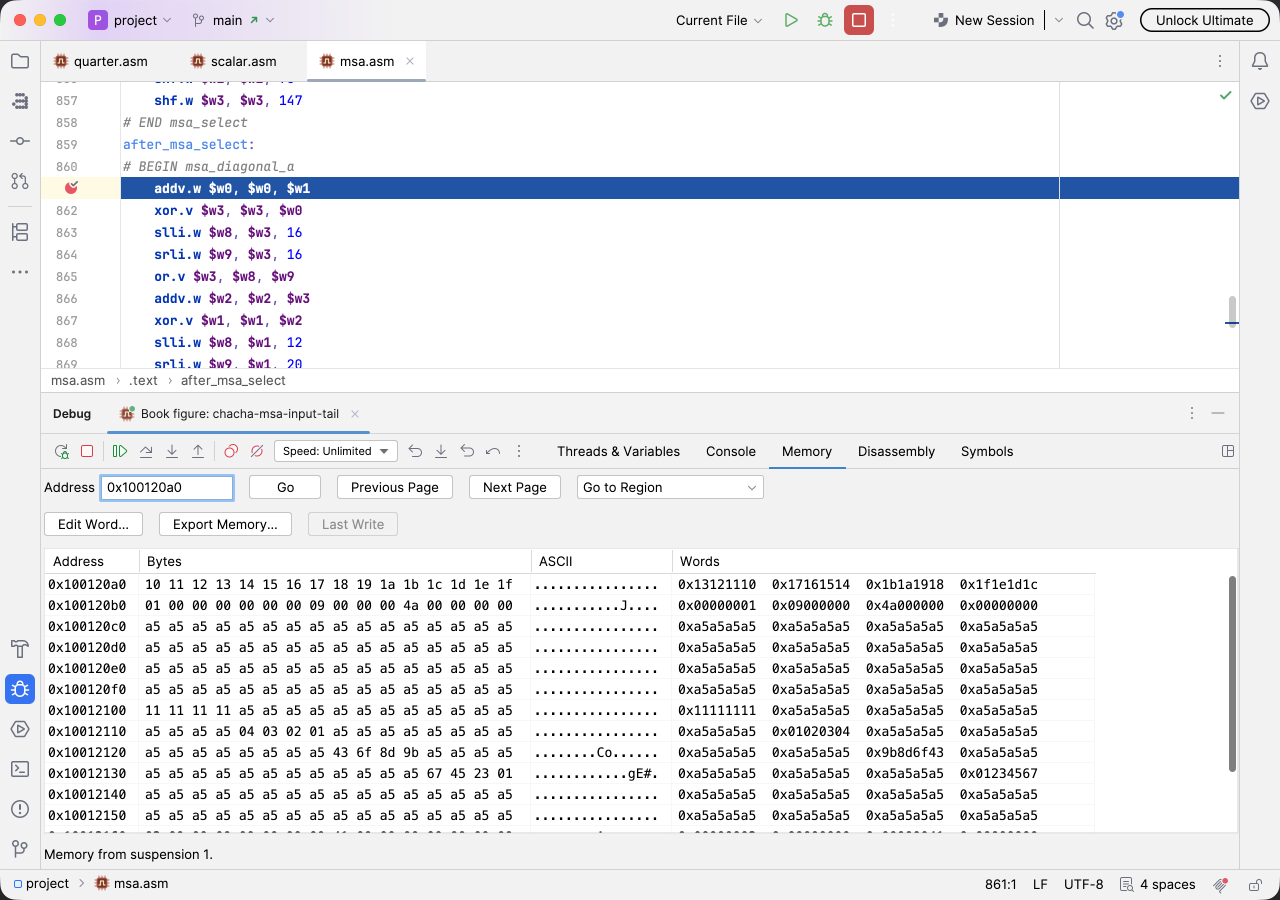 P project main Current File New Session Unlock Ultimate
quarter.asm scalar.asm msa.asm
857 shf.w $w3, $w3, 147
858 # END msa_select
859 after_msa_select:
860 # BEGIN msa_diagonal_a
addv.w $w0, $w0, $w1
862 xor.v $w3, $w3, $w0
863 slli.w $w8, $w3, 16
864 srli.w $w9, $w3, 16
865 or.v $w3, $w8, $w9
866 addv.w $w2, $w2, $w3
867 xor.v $w1, $w1, $w2
868 slli.w $w8, $w1, 12
869 srli.w $w9, $w1, 20
msa.asm › .text › after_msa_select
Debug Book figure: chacha-msa-input-tail
Speed: Unlimited Threads & Variables Console Memory Disassembly Symbols
Address 0x100120a0 Go Previous Page Next Page Go to Region
Edit Word... Export Memory... Last Write
Address Bytes ASCII Words
0x100120a0 10 11 12 13 14 15 16 17 18 19 1a 1b 1c 1d 1e 1f ................ 0x13121110 0x17161514 0x1b1a1918 0x1f1e1d1c
0x100120b0 01 00 00 00 00 00 00 09 00 00 00 4a 00 00 00 00 ...........J.... 0x00000001 0x09000000 0x4a000000 0x00000000
0x100120c0 a5 a5 a5 a5 a5 a5 a5 a5 a5 a5 a5 a5 a5 a5 a5 a5 ................ 0xa5a5a5a5 0xa5a5a5a5 0xa5a5a5a5 0xa5a5a5a5
0x100120d0 a5 a5 a5 a5 a5 a5 a5 a5 a5 a5 a5 a5 a5 a5 a5 a5 ................ 0xa5a5a5a5 0xa5a5a5a5 0xa5a5a5a5 0xa5a5a5a5
0x100120e0 a5 a5 a5 a5 a5 a5 a5 a5 a5 a5 a5 a5 a5 a5 a5 a5 ................ 0xa5a5a5a5 0xa5a5a5a5 0xa5a5a5a5 0xa5a5a5a5
0x100120f0 a5 a5 a5 a5 a5 a5 a5 a5 a5 a5 a5 a5 a5 a5 a5 a5 ................ 0xa5a5a5a5 0xa5a5a5a5 0xa5a5a5a5 0xa5a5a5a5
0x10012100 11 11 11 11 a5 a5 a5 a5 a5 a5 a5 a5 a5 a5 a5 a5 ................ 0x11111111 0xa5a5a5a5 0xa5a5a5a5 0xa5a5a5a5
0x10012110 a5 a5 a5 a5 04 03 02 01 a5 a5 a5 a5 a5 a5 a5 a5 ................ 0xa5a5a5a5 0x01020304 0xa5a5a5a5 0xa5a5a5a5
0x10012120 a5 a5 a5 a5 a5 a5 a5 a5 43 6f 8d 9b a5 a5 a5 a5 ........Co...... 0xa5a5a5a5 0xa5a5a5a5 0x9b8d6f43 0xa5a5a5a5
0x10012130 a5 a5 a5 a5 a5 a5 a5 a5 a5 a5 a5 a5 67 45 23 01 ............gE#. 0xa5a5a5a5 0xa5a5a5a5 0xa5a5a5a5 0x01234567
0x10012140 a5 a5 a5 a5 a5 a5 a5 a5 a5 a5 a5 a5 a5 a5 a5 a5 ................ 0xa5a5a5a5 0xa5a5a5a5 0xa5a5a5a5 0xa5a5a5a5
0x10012150 a5 a5 a5 a5 a5 a5 a5 a5 a5 a5 a5 a5 a5 a5 a5 a5 ................ 0xa5a5a5a5 0xa5a5a5a5 0xa5a5a5a5 0xa5a5a5a5
Memory from suspension 1.
project › msa.asm 861:1 LF UTF-8 4 spaces